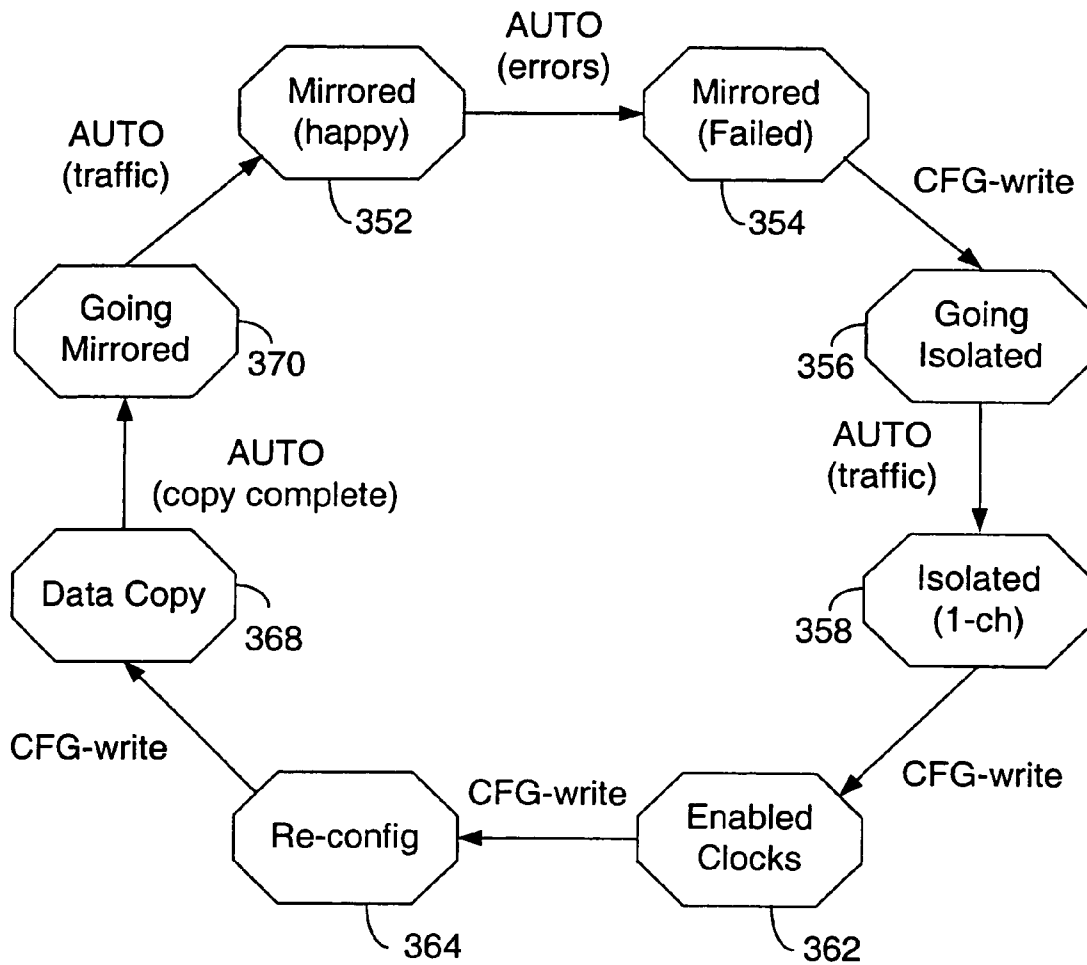 AUTO
(errors)
Mirrored
(happy)
352
Mirrored
(Failed)
354
AUTO
(traffic)
CFG-write
Going
Mirrored
370
Going
Isolated
356
AUTO
(copy complete)
AUTO
(traffic)
Data Copy
368
Isolated
(1-ch)
358
CFG-write
CFG-write
CFG-write
Re-config
364
Enabled
Clocks
362